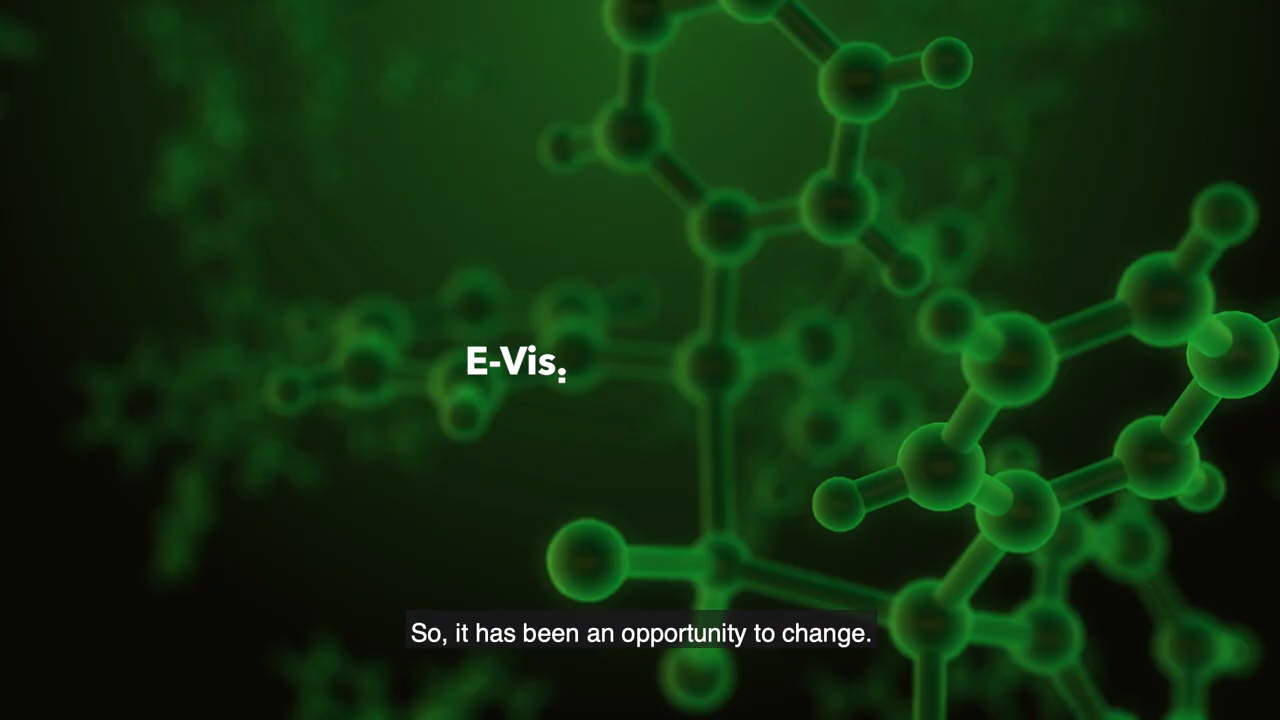 E-Vis.
So, it has been an opportunity to change.